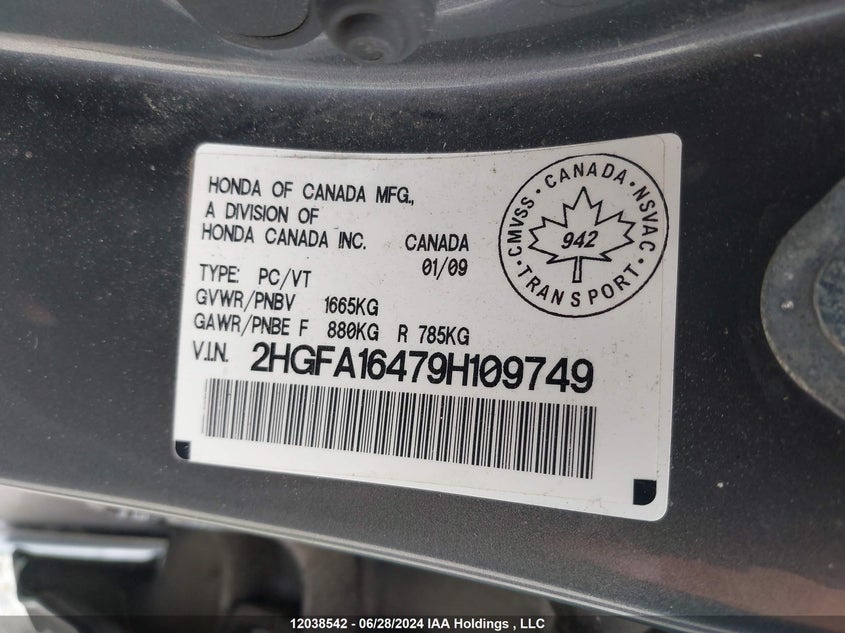 HONDA OF CANADA MFG.,
A DIVISION OF
HONDA CANADA INC. CANADA
01/09
TYPE: PC/VT
GVWR/PNBV 1665KG
GAWR/PNBE F 880KG R 785KG
V.I.N. 2HGFA16479H109749
CMVSS · CANADA · NSVAC
942
· TRANSPORT ·
12038542 - 06/28/2024 IAA Holdings , LLC